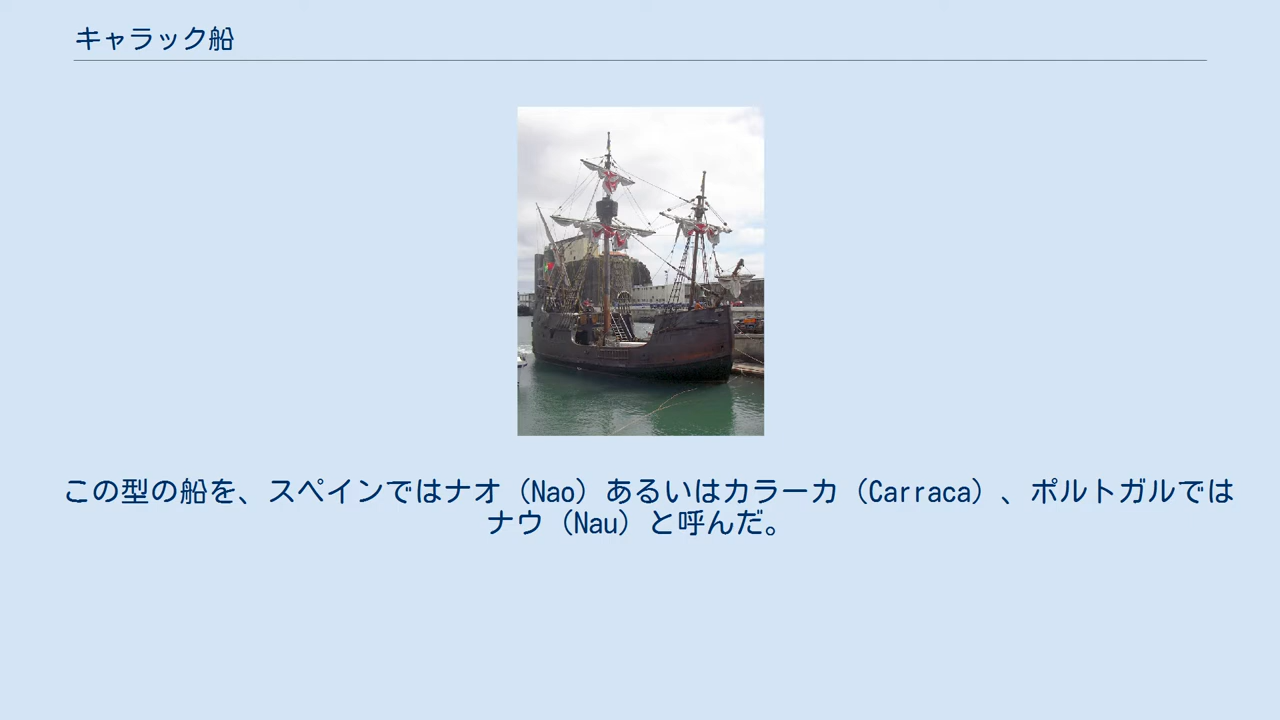 キャラック船
この型の船を、スペインではナオ（Nao）あるいはカラーカ（Carraca）、ポルトガルでは
ナウ（Nau）と呼んだ。